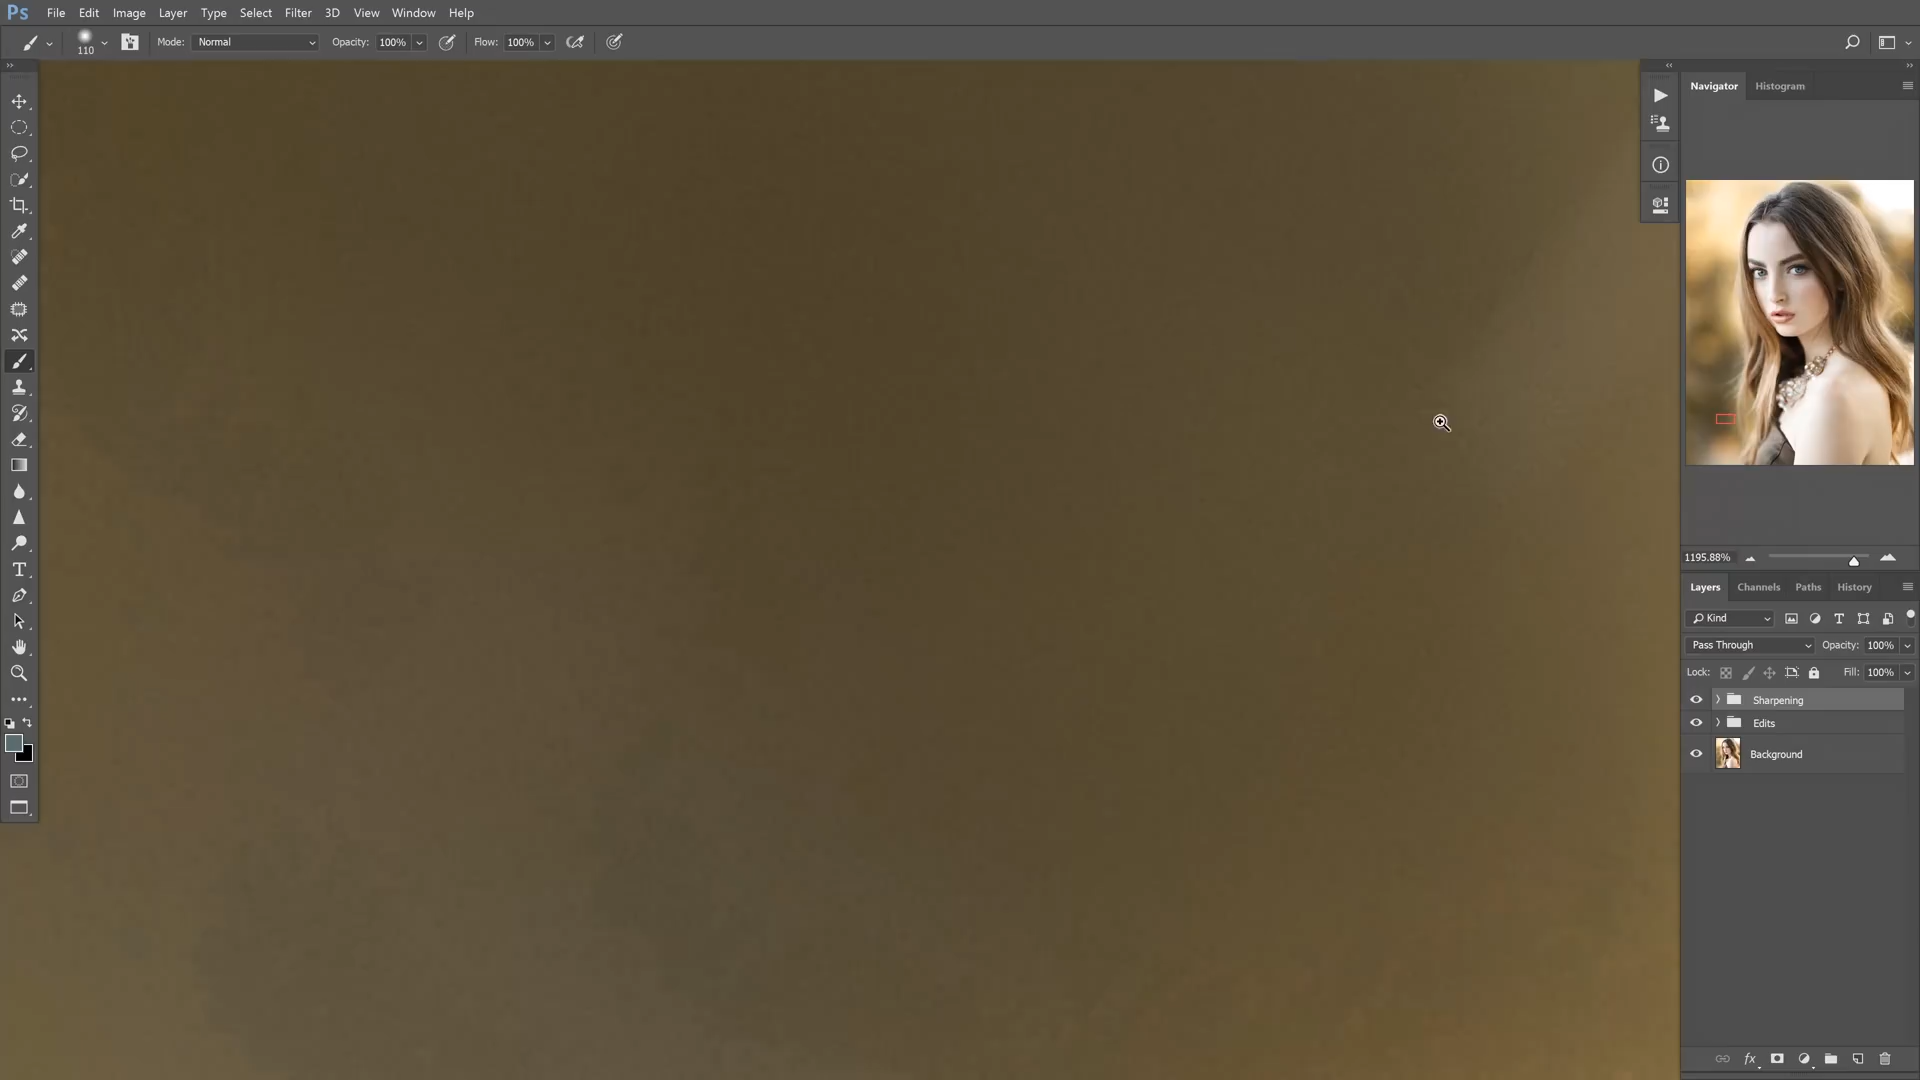 Ps File Edit Image Layer Type Select Filter 3D View Window Help
110 Mode: Normal Opacity: 100% Flow: 100%
Navigator Histogram
1195.88%
Layers Channels Paths History
Kind
Pass Through Opacity: 100%
Lock: Fill: 100%
Sharpening
Edits
Background